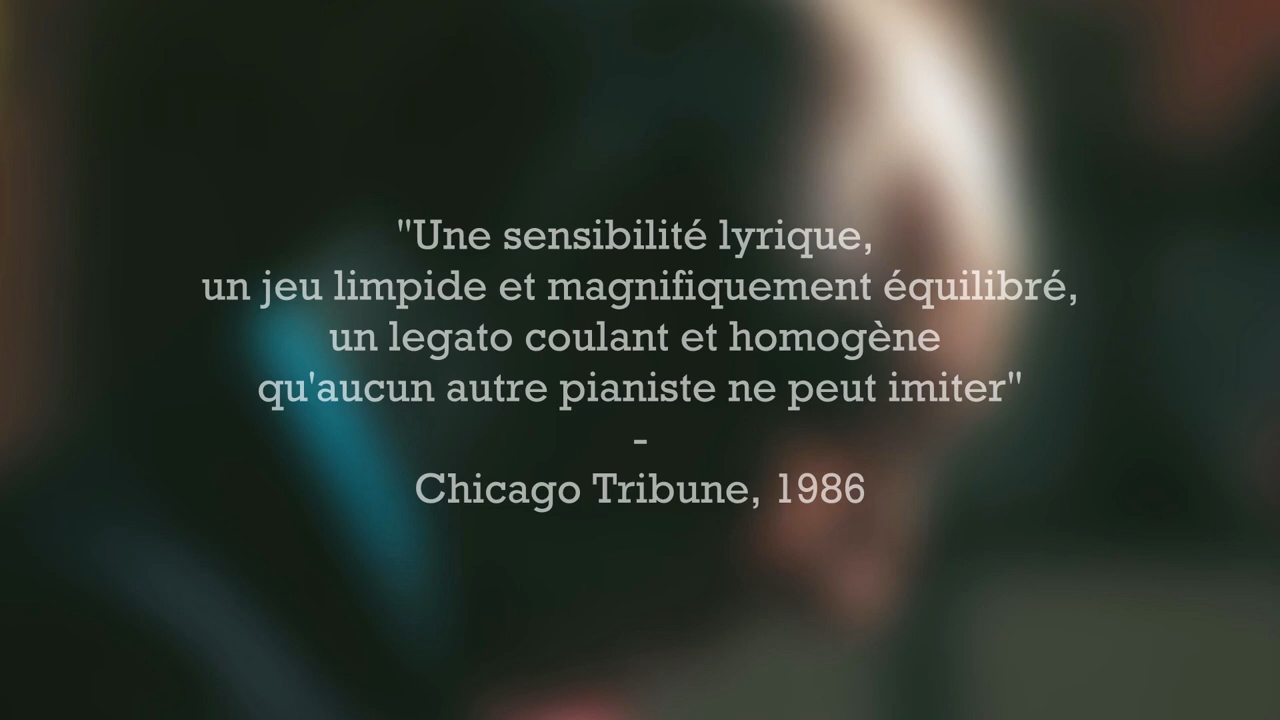 "Une sensibilité lyrique,
un jeu limpide et magnifiquement équilibré,
un legato coulant et homogène
qu'aucun autre pianiste ne peut imiter"
-
Chicago Tribune, 1986